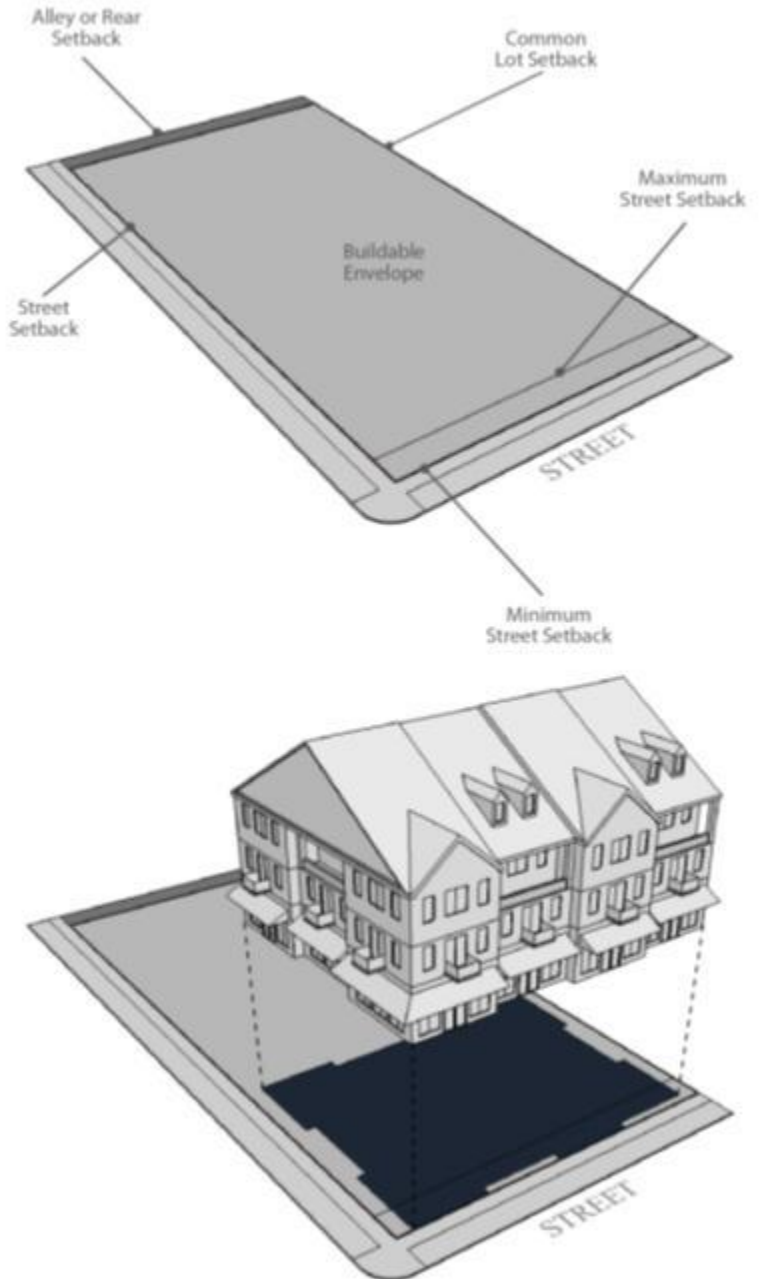 Alley or Rear
Setback
Common
Lot Setback
Maximum
Street Setback
Buildable
Envelope
Street
Setback
STREET
Minimum
Street Setback
STREET